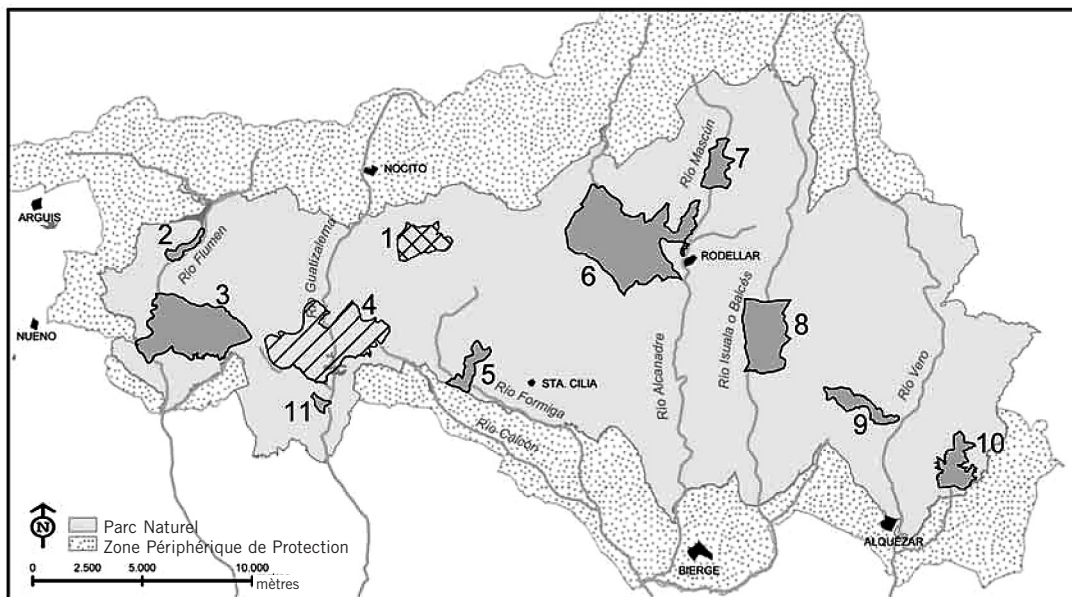 NOCITO
Río Mascún
7
ARGUIS
2
Río Flumen
Río Guatizalema
1
6
RODELLAR
3
4
NUENO
8
Río Isuala o Balcés
Río Alcanadre
5
STA. CILIA
Río Formiga
Río Vero
9
11
Río Calcón
10
N
Parc Naturel
Zone Périphérique de Protection
ALQUÉZAR
BIERGE
0 2.500 5.000 10.000
mètres